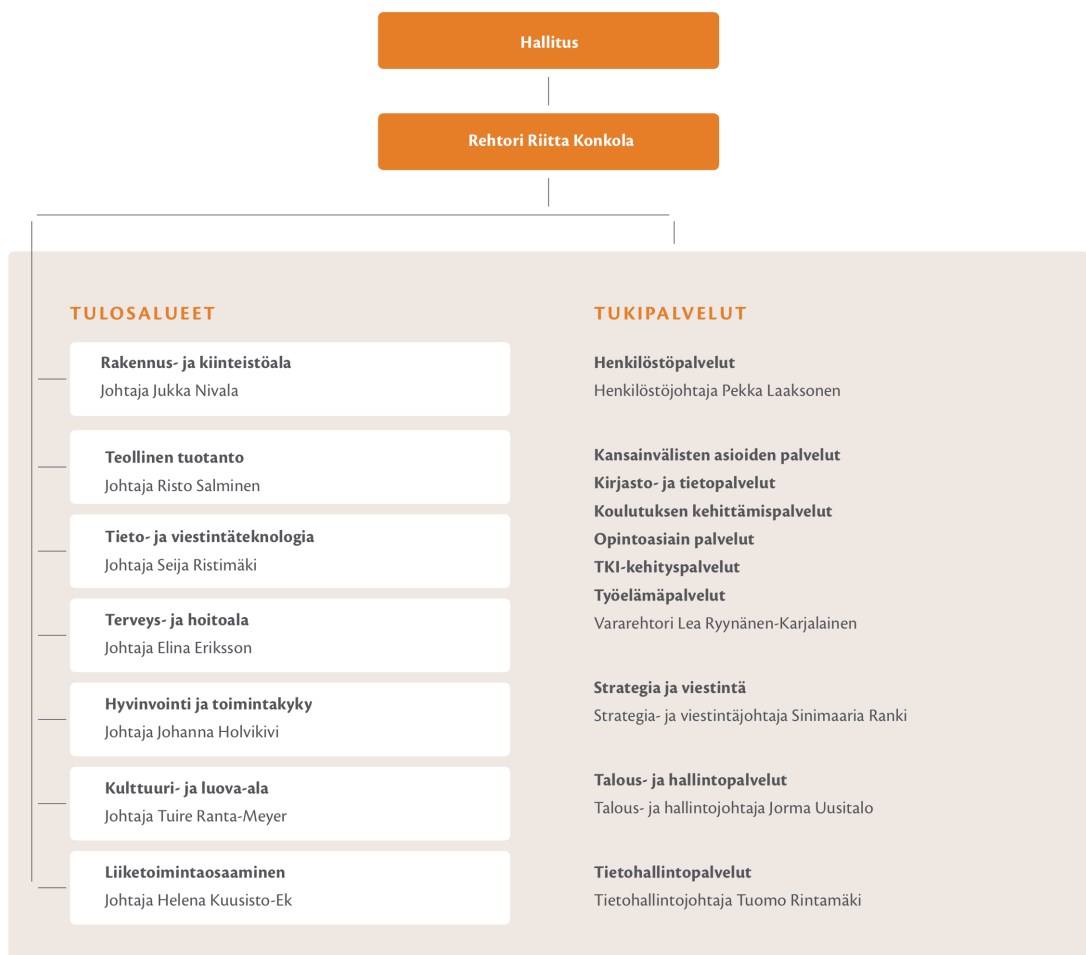 Hallitus
Rehtori Riitta Konkola
TULOSALUEET
Rakennus- ja kiinteistöala
Johtaja Jukka Nivala
Teollinen tuotanto
Johtaja Risto Salminen
Tieto- ja viestintäteknologia
Johtaja Seija Ristimäki
Terveys- ja hoitoala
Johtaja Elina Eriksson
Hyvinvointi ja toimintakyky
Johtaja Johanna Holvikivi
Kulttuuri- ja luova-ala
Johtaja Tuire Ranta-Meyer
Liiketoimintaosaaminen
Johtaja Helena Kuusisto-Ek
TUKIPALVELUT
Henkilöstöpalvelut
Henkilöstöjohtaja Pekka Laaksonen
Kansainvälisten asioiden palvelut
Kirjasto- ja tietopalvelut
Koulutuksen kehittämispalvelut
Opintoasiain palvelut
TKI-kehityspalvelut
Työelämäpalvelut
Vararehtori Lea Ryynänen-Karjalainen
Strategia ja viestintä
Strategia- ja viestintäjohtaja Sinimaaria Ranki
Talous- ja hallintopalvelut
Talous- ja hallintojohtaja Jorma Uusitalo
Tietohallintopalvelut
Tietohallintojohtaja Tuomo Rintamäki